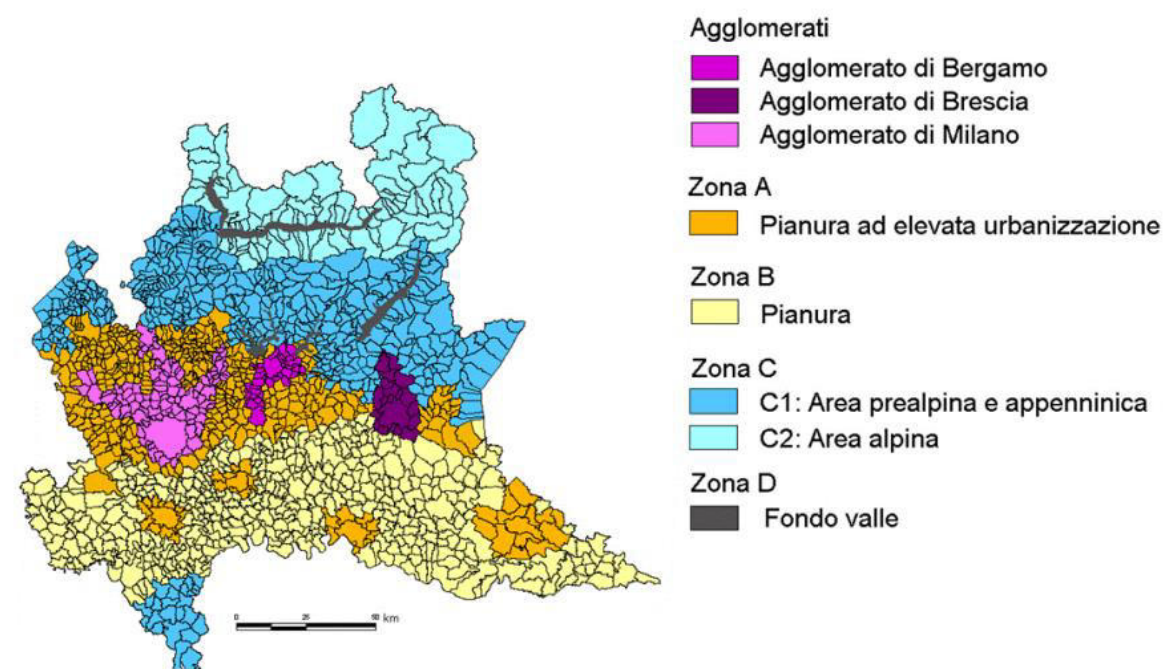 Agglomerati
Agglomerato di Bergamo
Agglomerato di Brescia
Agglomerato di Milano
Zona A
Pianura ad elevata urbanizzazione
Zona B
Pianura
Zona C
C1: Area prealpina e appenninica
C2: Area alpina
Zona D
Fondo valle
0 25 50 km